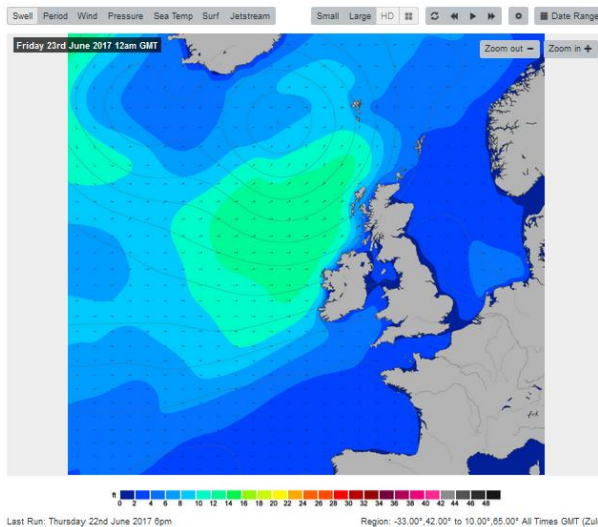 Swell Period Wind Pressure Sea Temp Surf Jetstream Small Large HD Date Range
Friday 23rd June 2017 12am GMT Zoom out − Zoom in +
ft 0 2 4 6 8 10 12 14 16 18 20 22 24 26 28 30 32 34 36 38 40 42 44 46 48
Last Run: Thursday 22nd June 2017 6pm Region: -33.00°,42.00° to 10.00°,65.00° All Times GMT (Zul